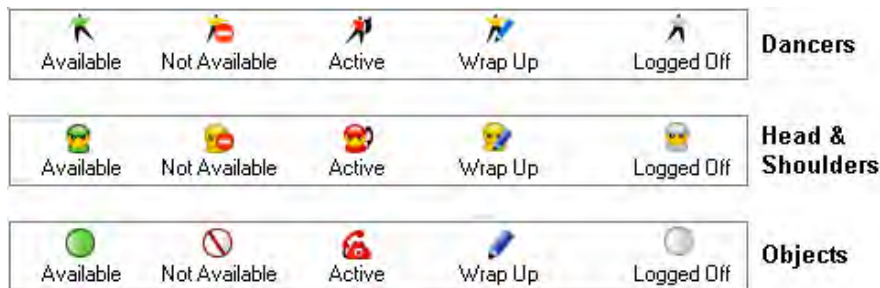 Available Not Available Active Wrap Up Logged Off
Dancers
Available Not Available Active Wrap Up Logged Off
Head &
Shoulders
Available Not Available Active Wrap Up Logged Off
Objects